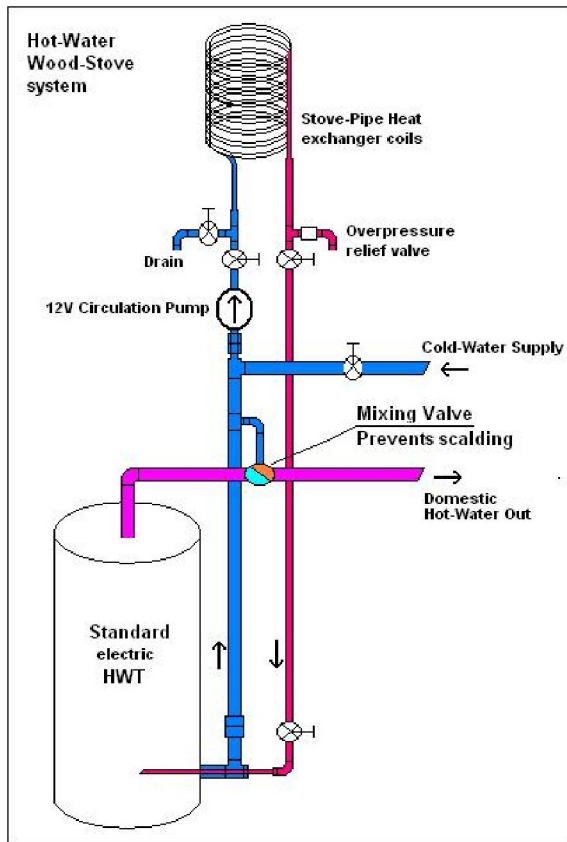 Hot-Water
Wood-Stove
system
Stove-Pipe Heat
exchanger coils
Overpressure
relief valve
Drain
12V Circulation Pump
Cold-Water Supply
Mixing Valve
Prevents scalding
Domestic
Hot-Water Out
Standard
electric
HWT